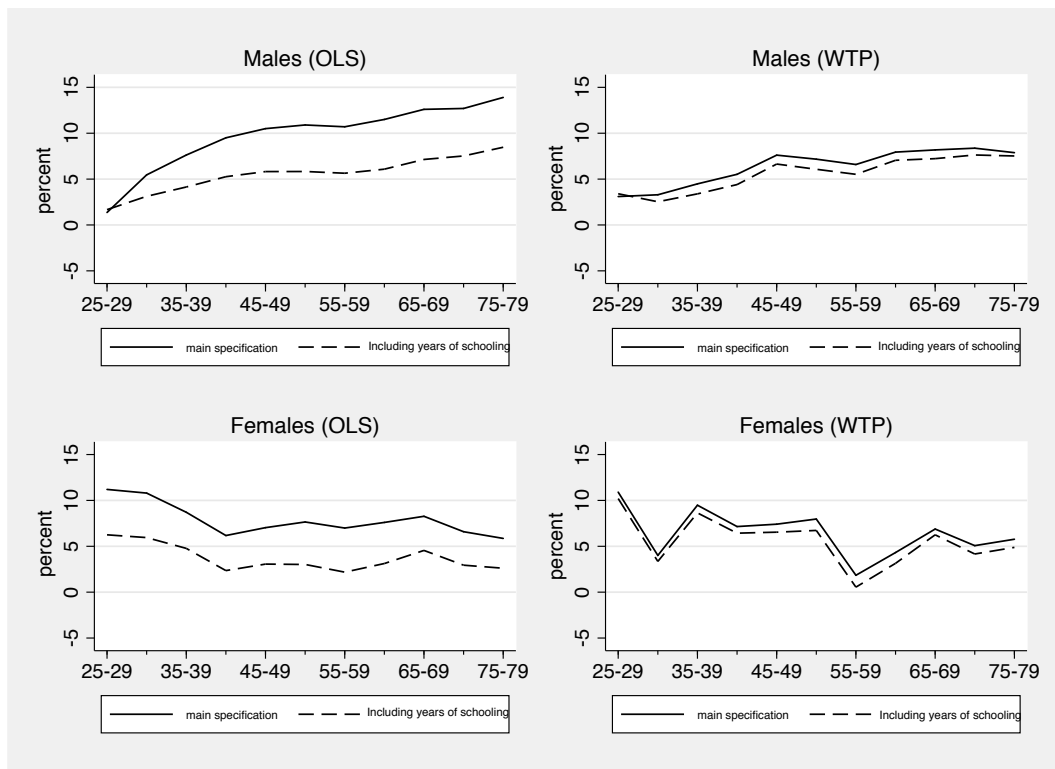 Males (OLS)
percent
15
10
5
0
-5
25-29 35-39 45-49 55-59 65-69 75-79
main specification Including years of schooling
Males (WTP)
percent
15
10
5
0
-5
25-29 35-39 45-49 55-59 65-69 75-79
main specification Including years of schooling
Females (OLS)
percent
15
10
5
0
-5
25-29 35-39 45-49 55-59 65-69 75-79
main specification Including years of schooling
Females (WTP)
percent
15
10
5
0
-5
25-29 35-39 45-49 55-59 65-69 75-79
main specification Including years of schooling